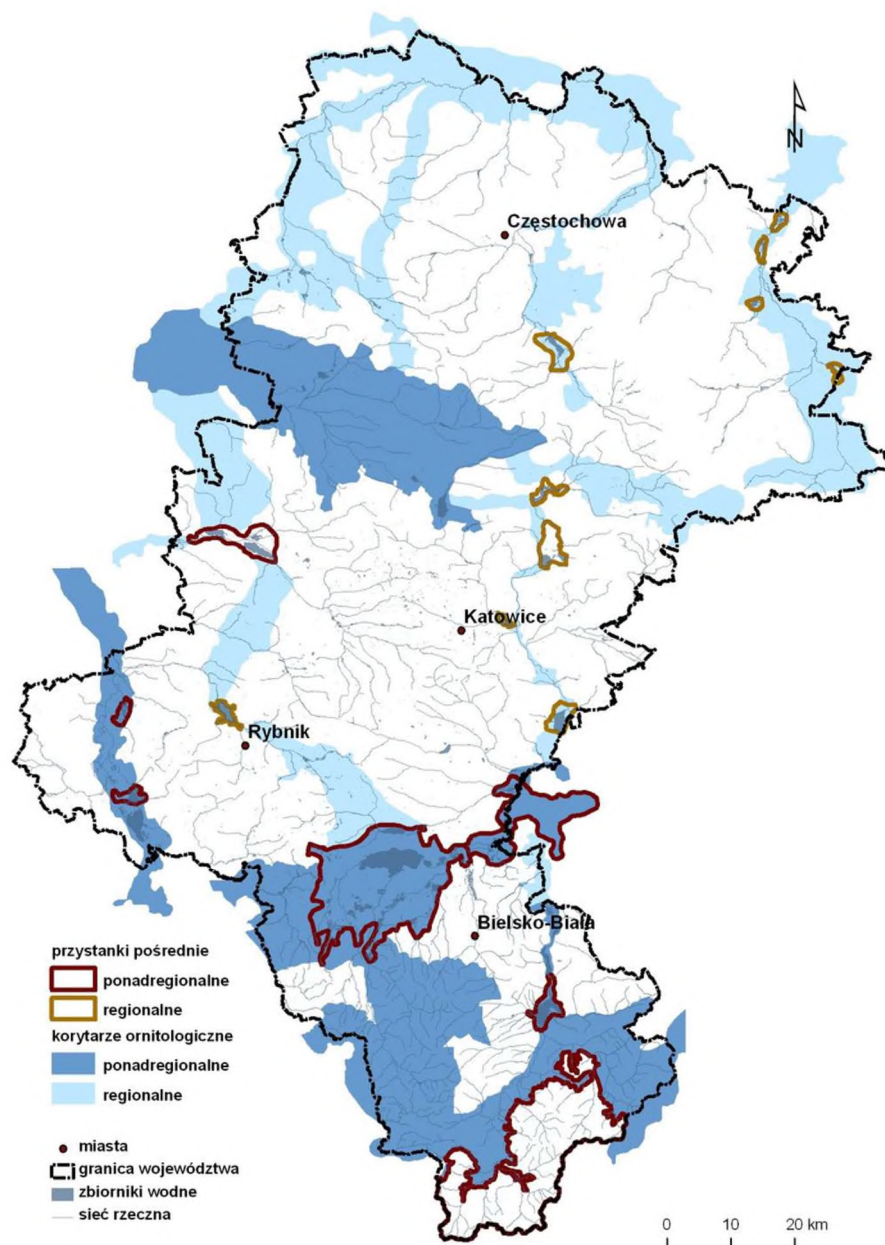 N
Częstochowa
Katowice
Rybnik
Bielsko-Biała
przystanki pośrednie
ponadregionalne
regionalne
korytarze ornitologiczne
ponadregionalne
regionalne
miasta
granica województwa
zbiorniki wodne
sieć rzeczna
0 10 20 km